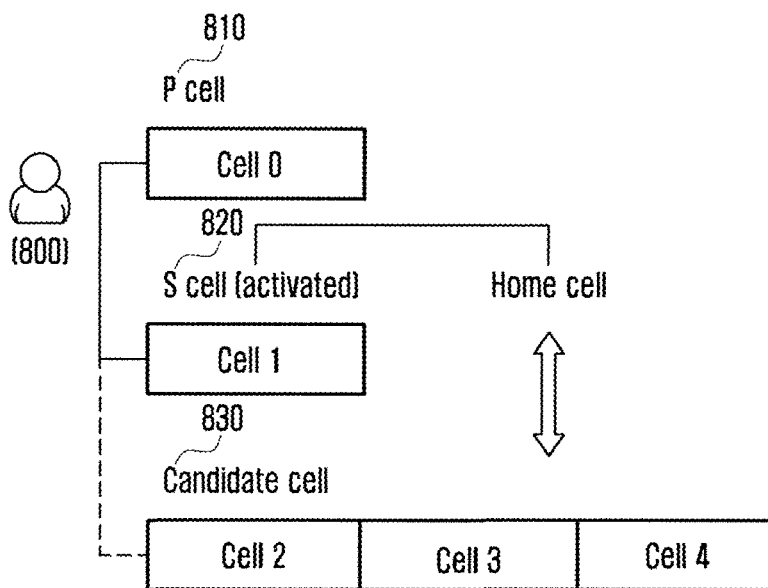 810
P cell
Cell 0
(800)
820
S cell (activated)
Home cell
Cell 1
830
Candidate cell
Cell 2 Cell 3 Cell 4